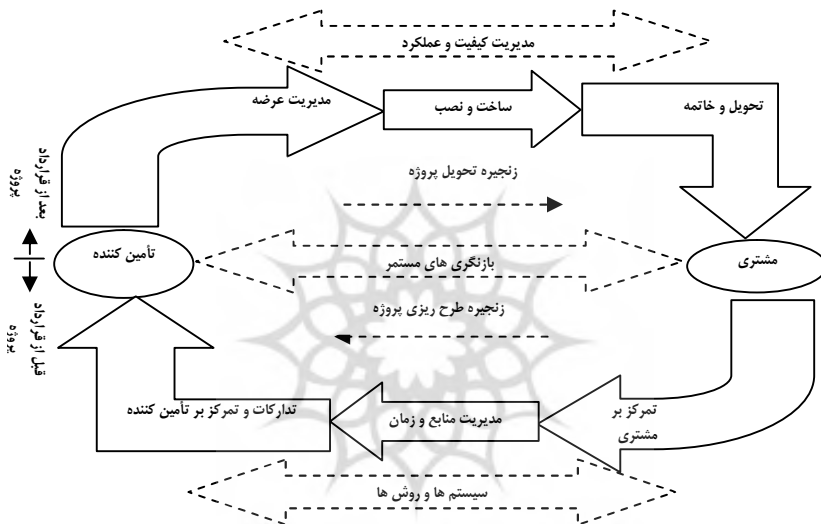 مدیریت کیفیت و عملکرد
مدیریت عرضه
ساخت و نصب
تحویل و خاتمه
زنجیره تحویل پروژه
بعد از قرارداد
پروژه
تأمین کننده
بازنگری های مستمر
مشتری
زنجیره طرح ریزی پروژه
قبل از قرارداد
پروژه
تدارکات و تمرکز بر تأمین کننده
مدیریت منابع و زمان
تمرکز بر
مشتری
سیستم ها و روش ها